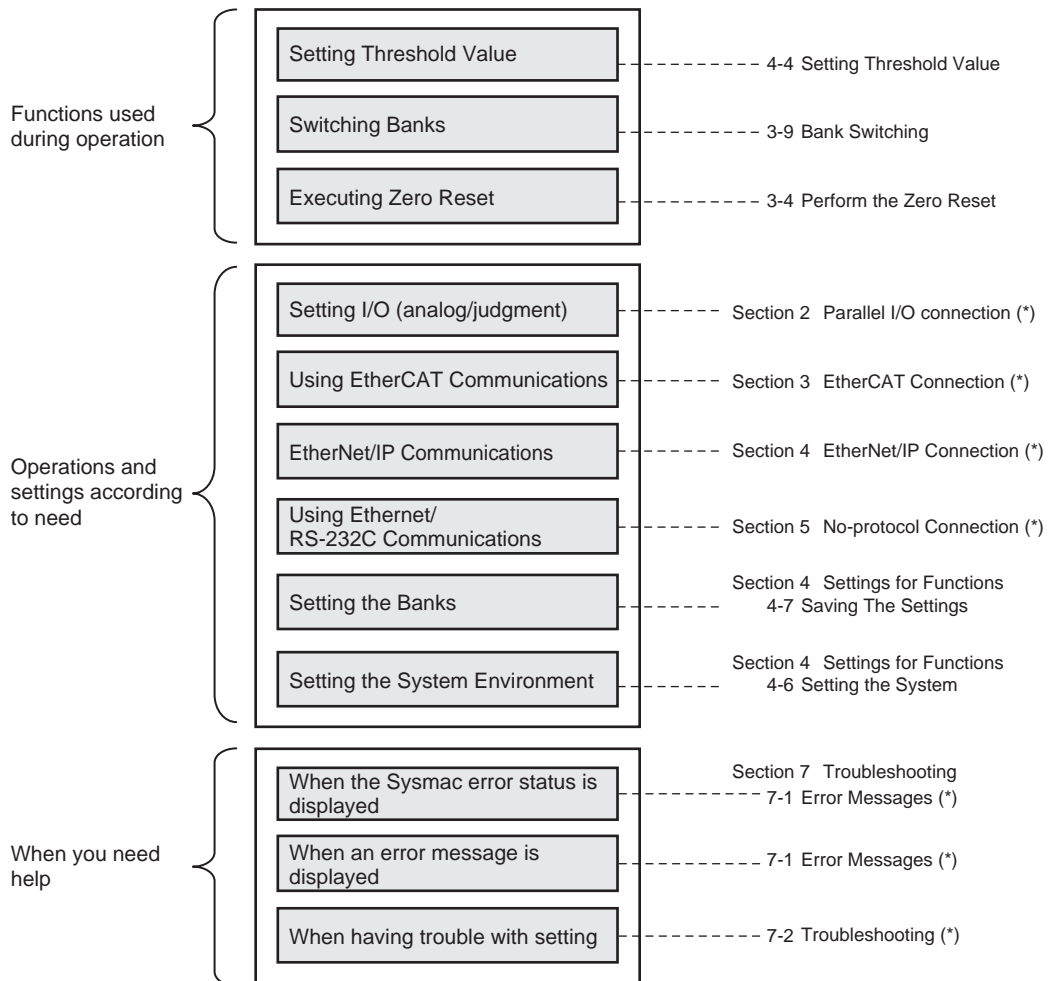 Functions used
during operation
Setting Threshold Value
4-4 Setting Threshold Value
Switching Banks
3-9 Bank Switching
Executing Zero Reset
3-4 Perform the Zero Reset
Operations and
settings according
to need
Setting I/O (analog/judgment)
Section 2 Parallel I/O connection (*)
Using EtherCAT Communications
Section 3 EtherCAT Connection (*)
EtherNet/IP Communications
Section 4 EtherNet/IP Connection (*)
Using Ethernet/
RS-232C Communications
Section 5 No-protocol Connection (*)
Setting the Banks
Section 4 Settings for Functions
4-7 Saving The Settings
Setting the System Environment
Section 4 Settings for Functions
4-6 Setting the System
When you need
help
When the Sysmac error status is
displayed
Section 7 Troubleshooting
7-1 Error Messages (*)
When an error message is
displayed
7-1 Error Messages (*)
When having trouble with setting
7-2 Troubleshooting (*)